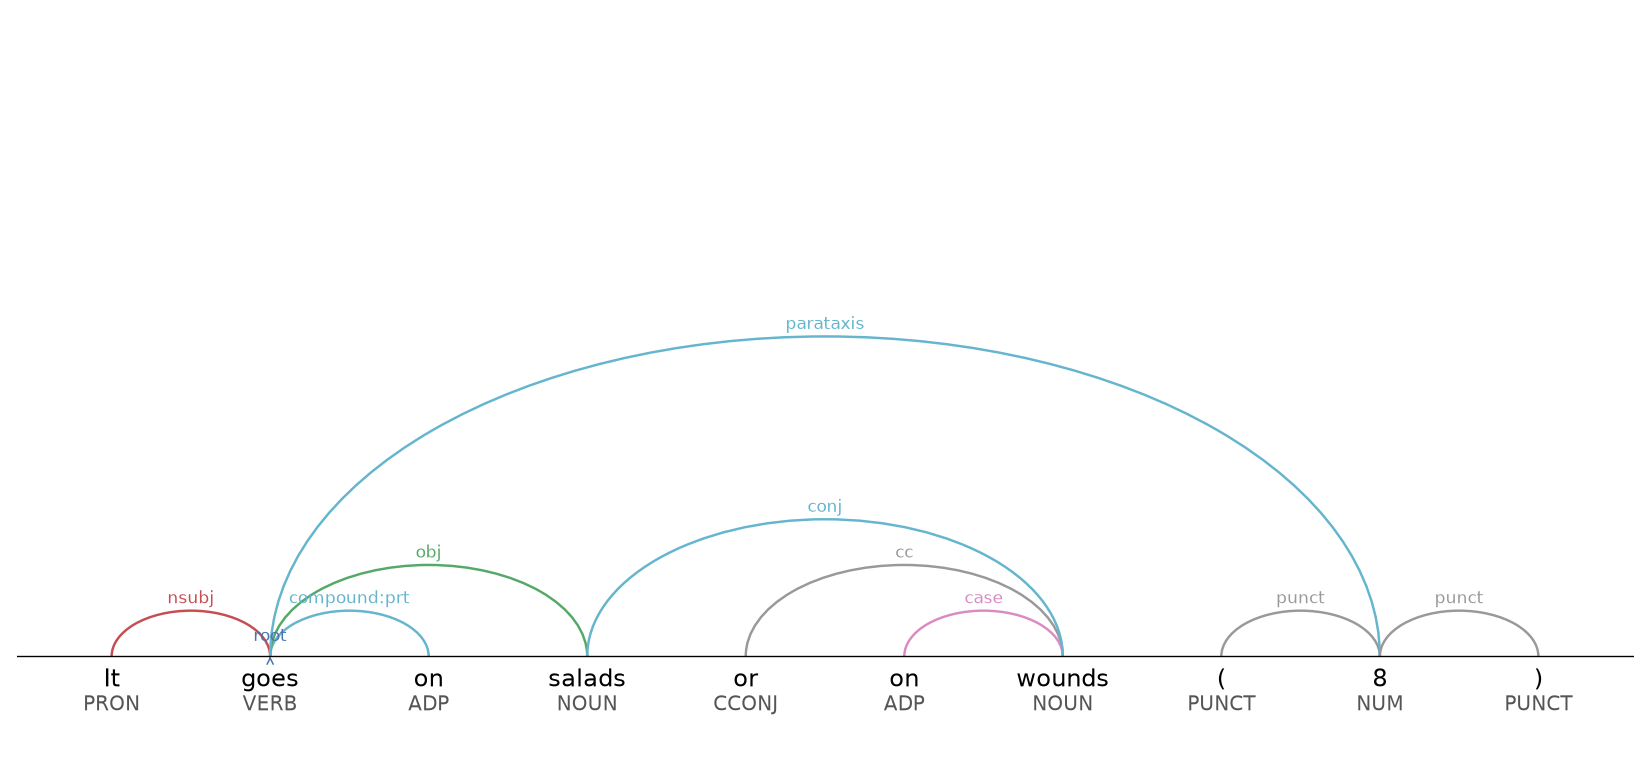 parataxis
conj
obj cc
nsubj compound:prt case punct punct
root
It goes on salads or on wounds ( 8 )
PRON VERB ADP NOUN CCONJ ADP NOUN PUNCT NUM PUNCT